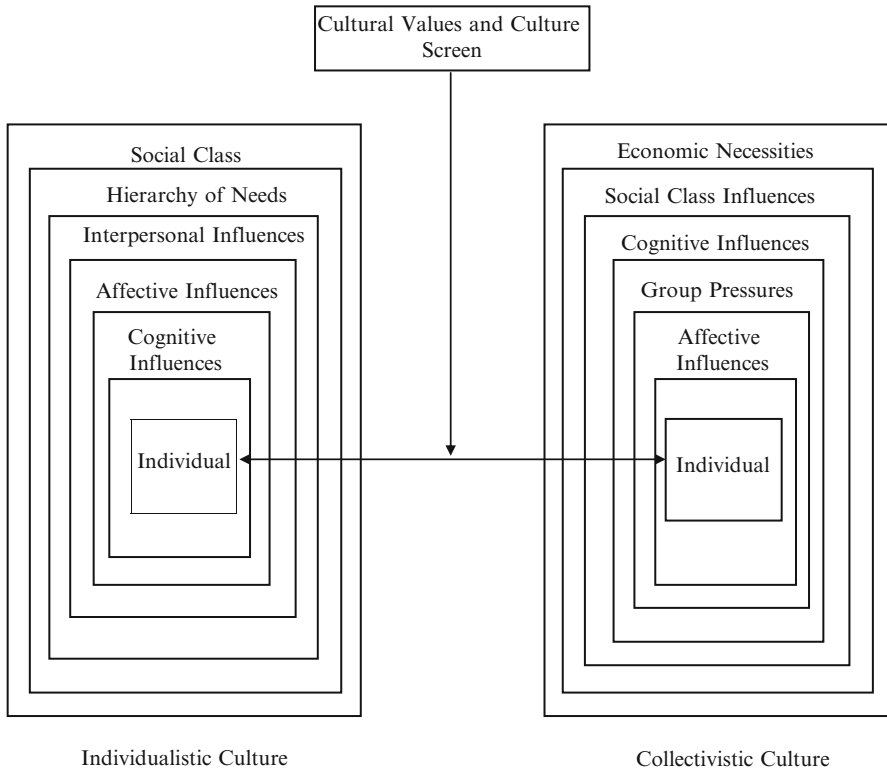 Cultural Values and Culture
Screen
Social Class
Hierarchy of Needs
Interpersonal Influences
Affective Influences
Cognitive
Influences
Individual
Individualistic Culture
Economic Necessities
Social Class Influences
Cognitive Influences
Group Pressures
Affective
Influences
Individual
Collectivistic Culture